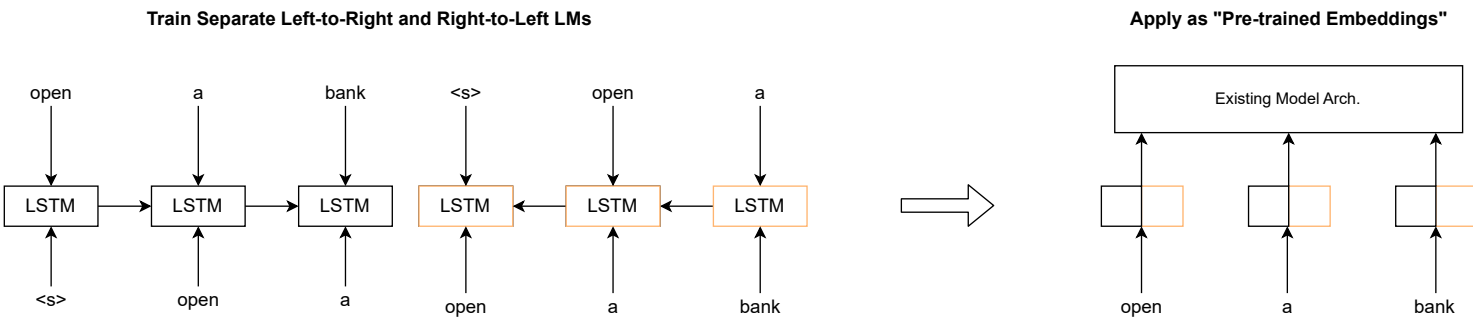 Train Separate Left-to-Right and Right-to-Left LMs
Apply as "Pre-trained Embeddings"
open a bank <s> open a
Existing Model Arch.
LSTM LSTM LSTM LSTM LSTM LSTM
<s> open a open a bank
open a bank